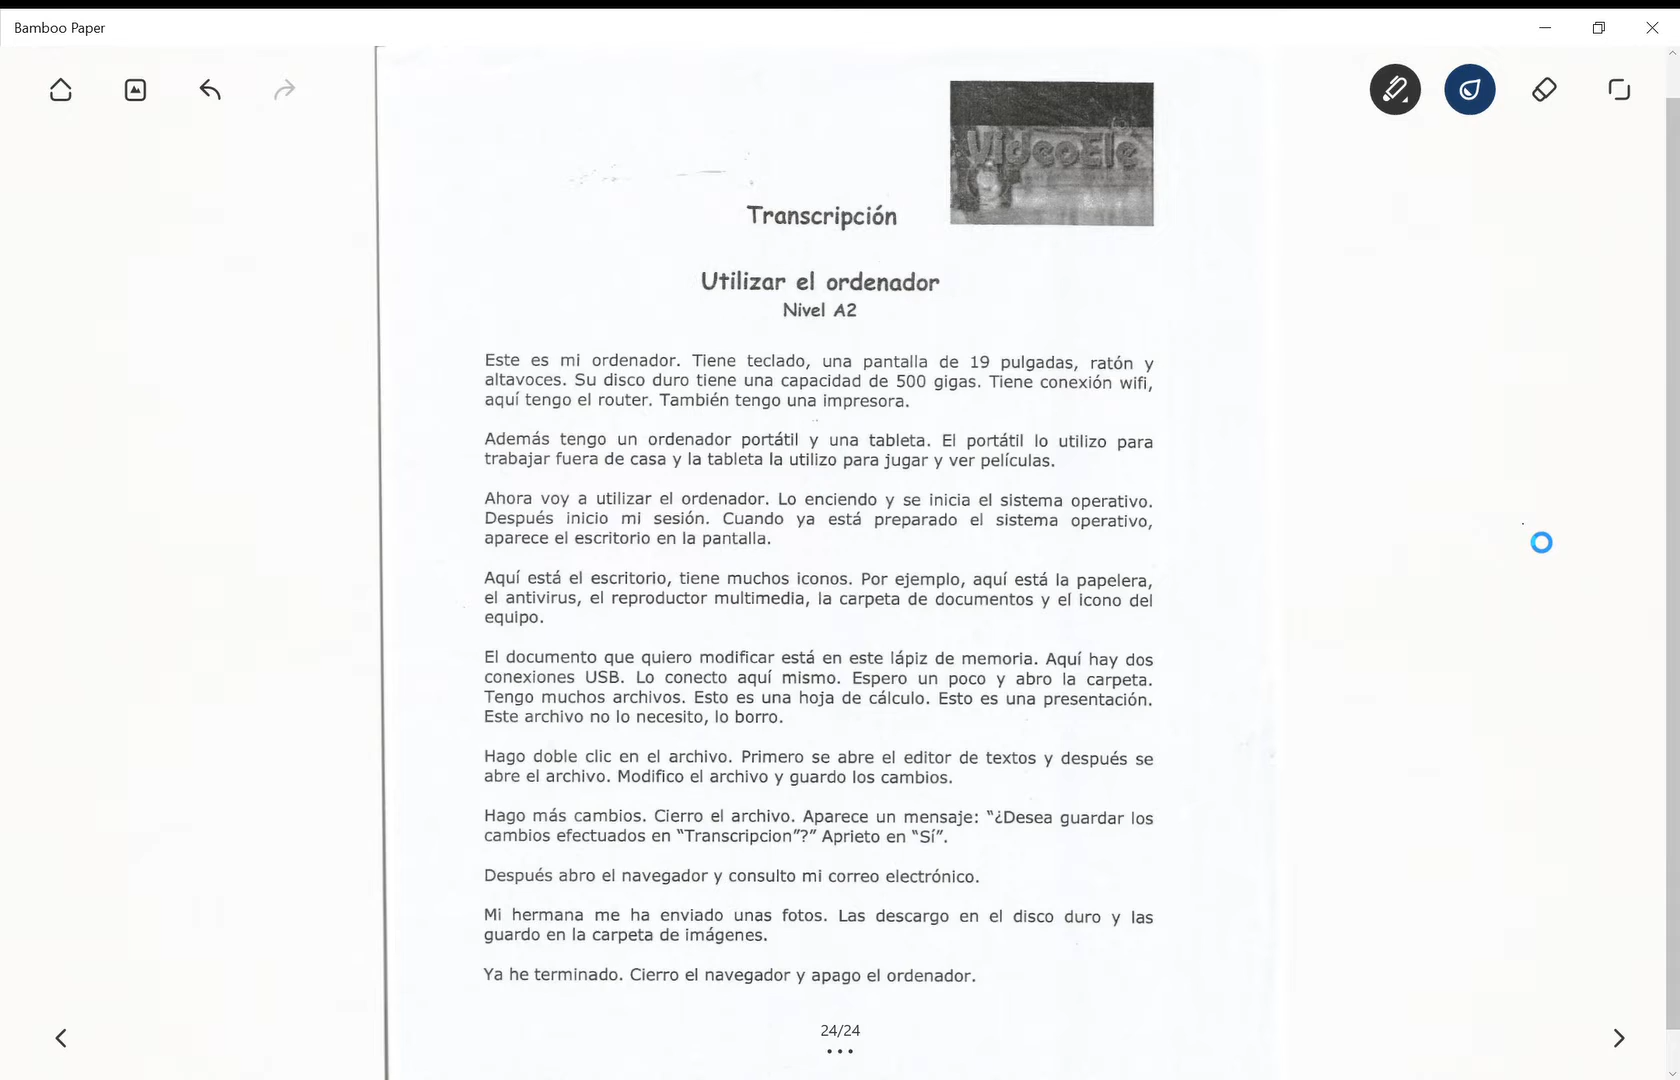 Bamboo Paper
VideoEle
Transcripción
Utilizar el ordenador
Nivel A2
Este es mi ordenador. Tiene teclado, una pantalla de 19 pulgadas, ratón y
altavoces. Su disco duro tiene una capacidad de 500 gigas. Tiene conexión wifi,
aquí tengo el router. También tengo una impresora.
Además tengo un ordenador portátil y una tableta. El portátil lo utilizo para
trabajar fuera de casa y la tableta la utilizo para jugar y ver películas.
Ahora voy a utilizar el ordenador. Lo enciendo y se inicia el sistema operativo.
Después inicio mi sesión. Cuando ya está preparado el sistema operativo,
aparece el escritorio en la pantalla.
Aquí está el escritorio, tiene muchos iconos. Por ejemplo, aquí está la papelera,
el antivirus, el reproductor multimedia, la carpeta de documentos y el icono del
equipo.
El documento que quiero modificar está en este lápiz de memoria. Aquí hay dos
conexiones USB. Lo conecto aquí mismo. Espero un poco y abro la carpeta.
Tengo muchos archivos. Esto es una hoja de cálculo. Esto es una presentación.
Este archivo no lo necesito, lo borro.
Hago doble clic en el archivo. Primero se abre el editor de textos y después se
abre el archivo. Modifico el archivo y guardo los cambios.
Hago más cambios. Cierro el archivo. Aparece un mensaje: "¿Desea guardar los
cambios efectuados en "Transcripcion"?" Aprieto en "Sí".
Después abro el navegador y consulto mi correo electrónico.
Mi hermana me ha enviado unas fotos. Las descargo en el disco duro y las
guardo en la carpeta de imágenes.
Ya he terminado. Cierro el navegador y apago el ordenador.
24/24